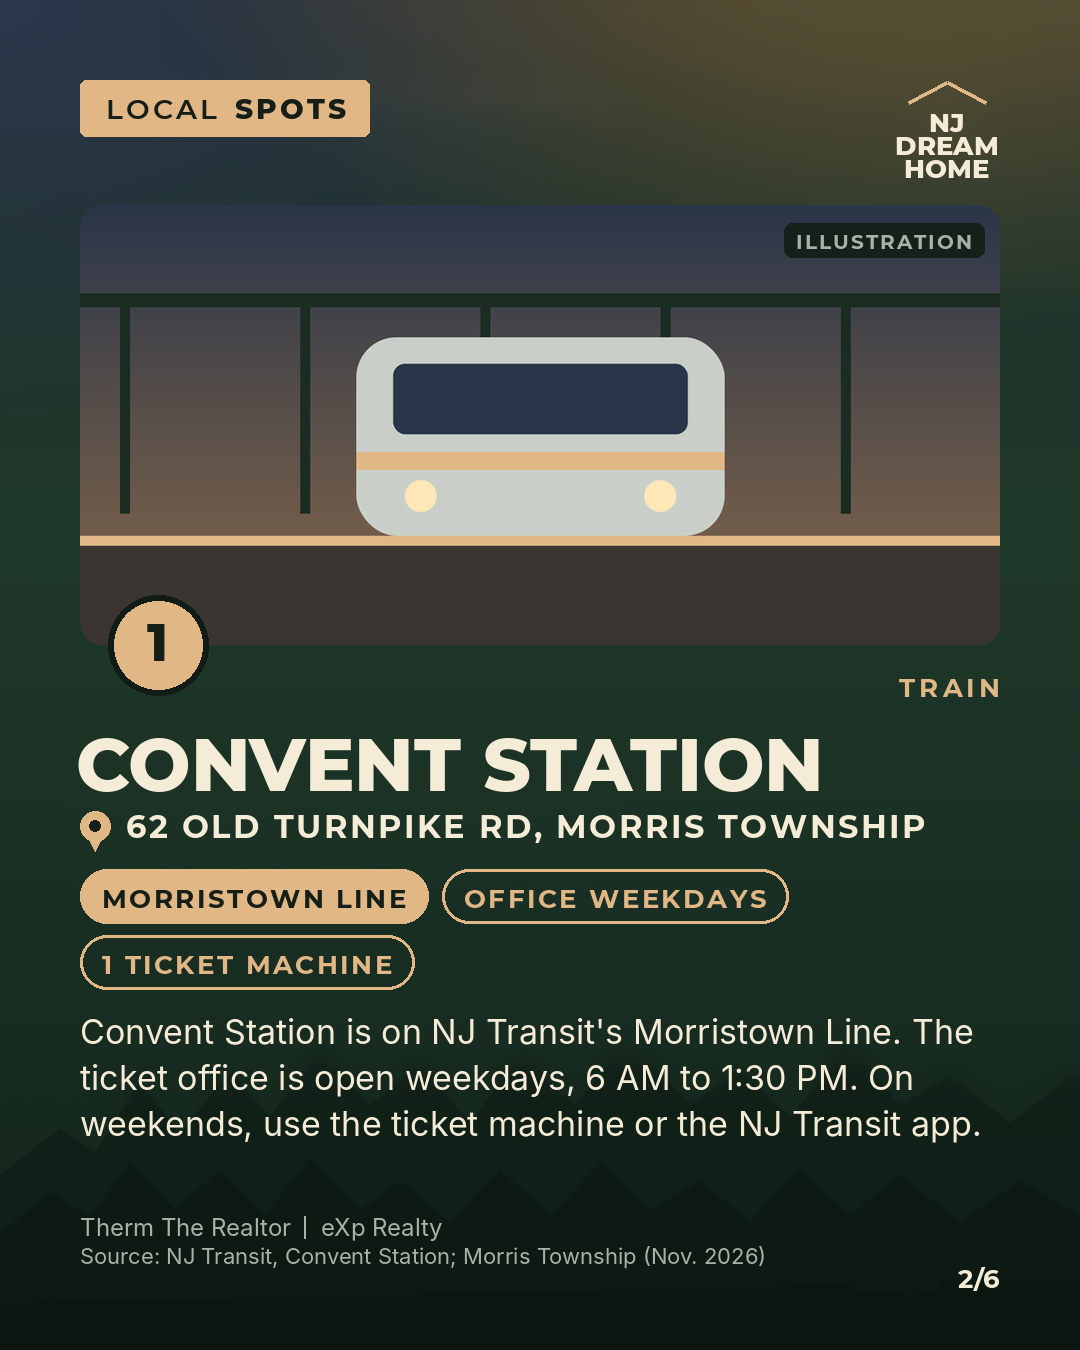 LOCAL SPOTS
NJ
DREAM
HOME
ILLUSTRATION
1
TRAIN
CONVENT STATION
62 OLD TURNPIKE RD, MORRIS TOWNSHIP
MORRISTOWN LINE
OFFICE WEEKDAYS
1 TICKET MACHINE
Convent Station is on NJ Transit's Morristown Line. The
ticket office is open weekdays, 6 AM to 1:30 PM. On
weekends, use the ticket machine or the NJ Transit app.
Therm The Realtor | eXp Realty
Source: NJ Transit, Convent Station; Morris Township (Nov. 2026)
2/6